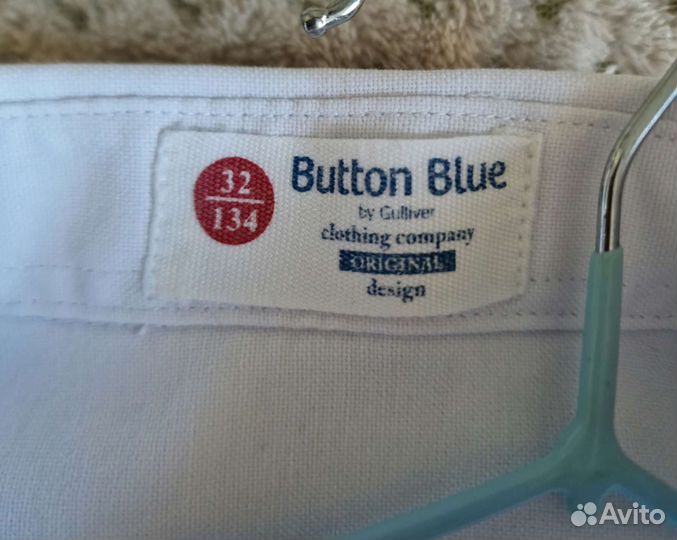 32
134
Button Blue
by Gulliver
clothing company
ORIGINAL
design
Avito